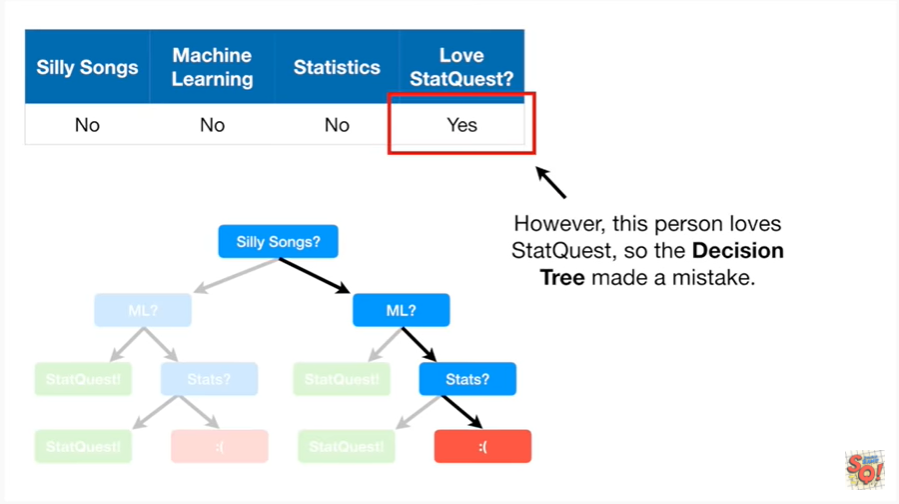 Silly Songs
Machine
Learning
Statistics
Love
StatQuest?
No
No
No
Yes
However, this person loves
StatQuest, so the Decision
Tree made a mistake.
Silly Songs?
ML?
ML?
StatQuest!
Stats?
StatQuest!
Stats?
StatQuest!
:(
StatQuest!
:(
SQ!